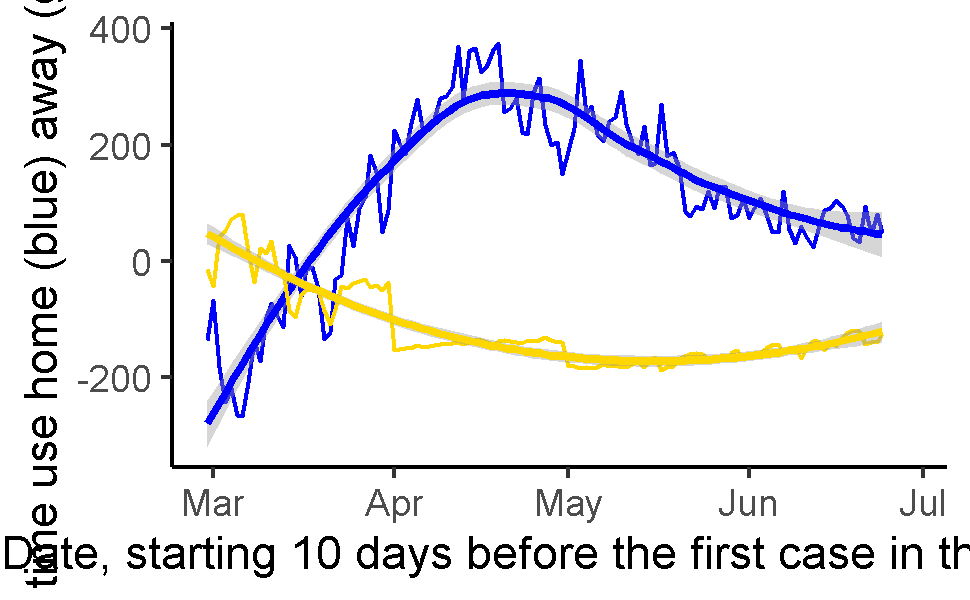 time use home (blue) away (
400
200
0
-200
Mar Apr May Jun Jul
Date, starting 10 days before the first case in th